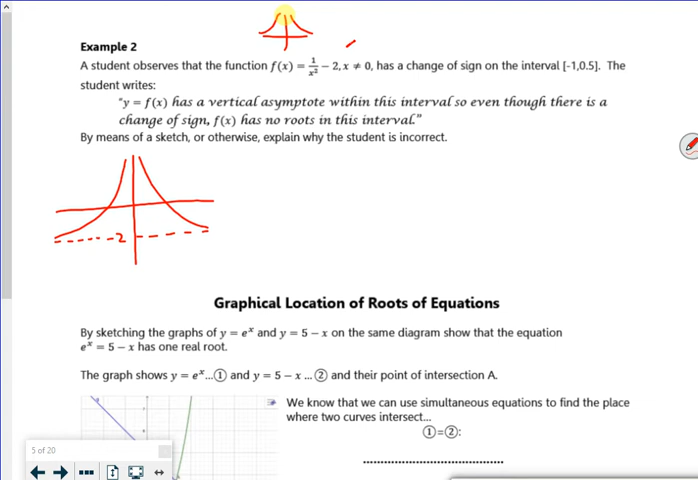 Example 2
A student observes that the function f(x) = 1/x² − 2, x ≠ 0, has a change of sign on the interval [-1,0.5]. The
student writes:
"y = f(x) has a vertical asymptote within this interval so even though there is a
change of sign, f(x) has no roots in this interval."
By means of a sketch, or otherwise, explain why the student is incorrect.
-2
Graphical Location of Roots of Equations
By sketching the graphs of y = eˣ and y = 5 − x on the same diagram show that the equation
eˣ = 5 − x has one real root.
The graph shows y = eˣ...① and y = 5 − x ...② and their point of intersection A.
We know that we can use simultaneous equations to find the place
where two curves intersect...
①=②:
5 of 20